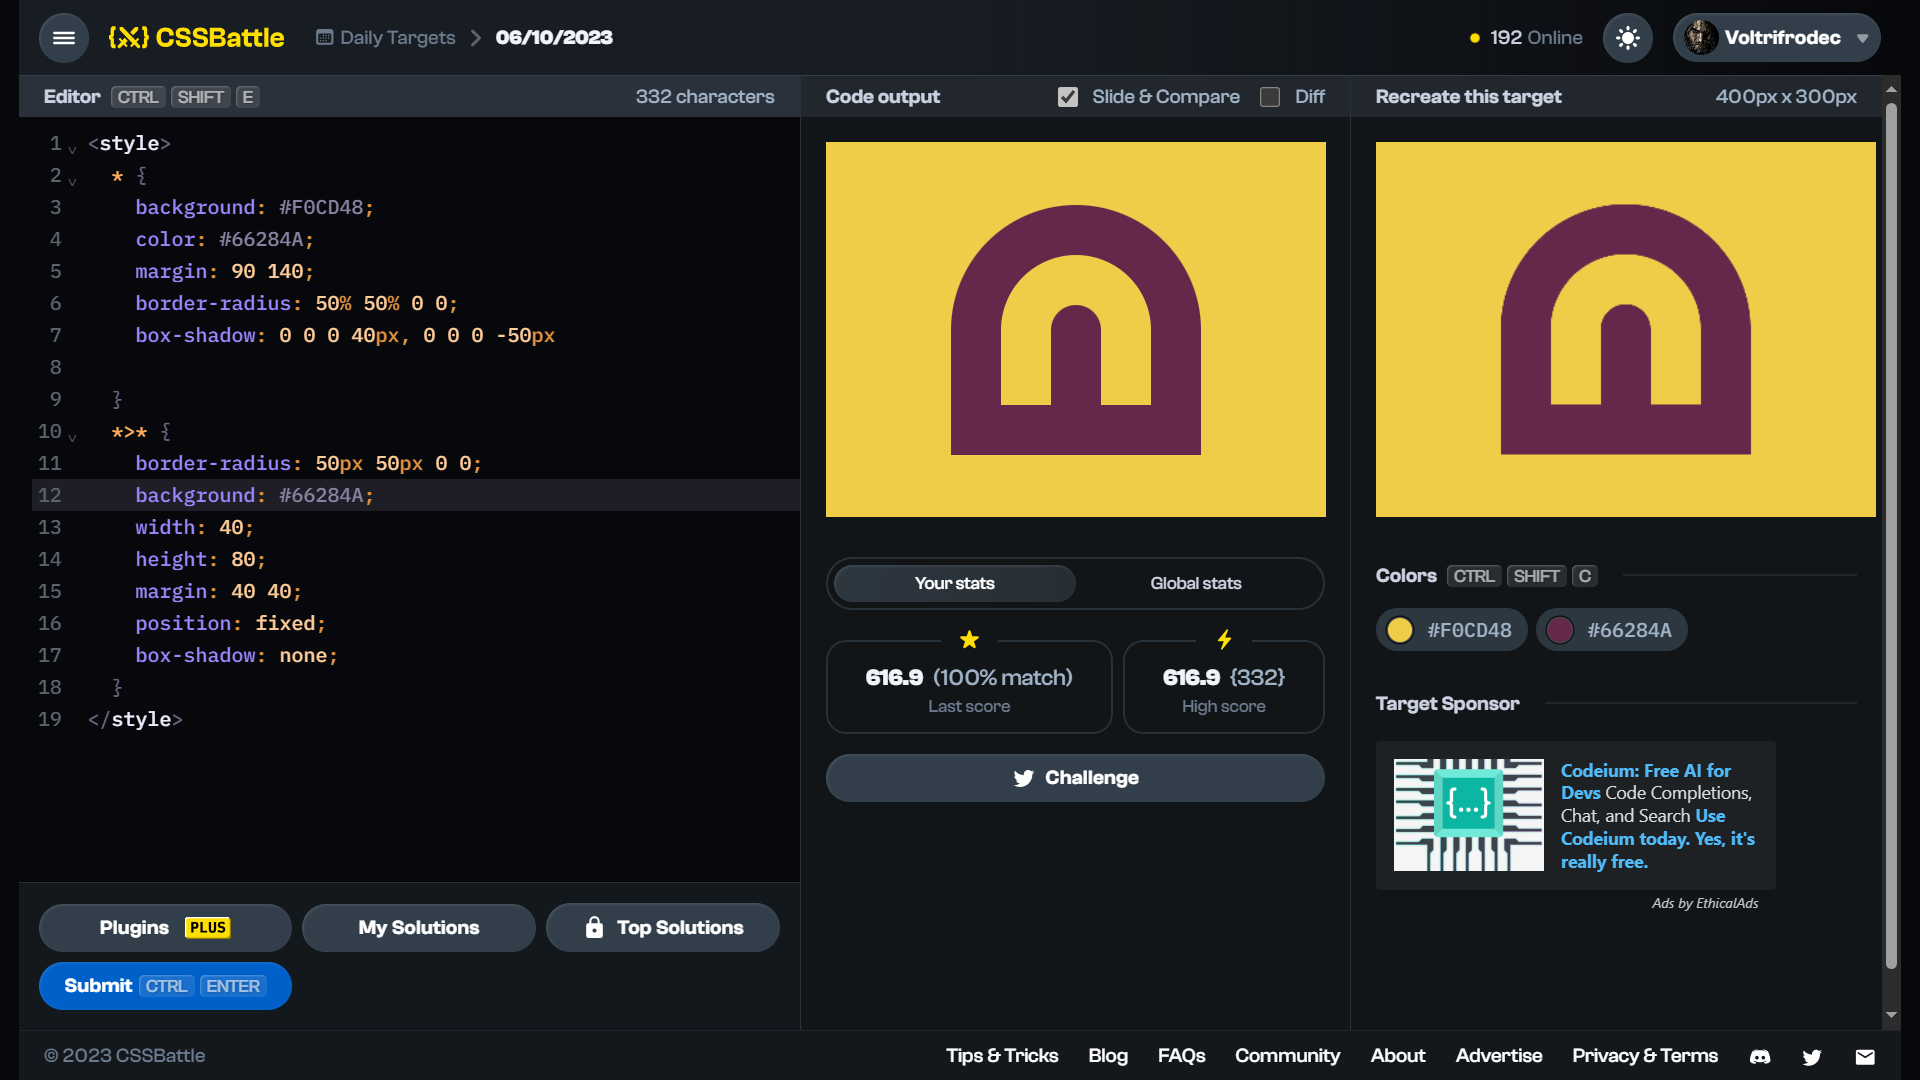 CSSBattle
Daily Targets
06/10/2023
192 Online
Voltrifrodec
Editor CTRL SHIFT E
332 characters
1 <style>
2 * {
3 background: #F0CD48;
4 color: #66284A;
5 margin: 90 140;
6 border-radius: 50% 50% 0 0;
7 box-shadow: 0 0 0 40px, 0 0 0 -50px
8
9 }
10 *>* {
11 border-radius: 50px 50px 0 0;
12 background: #66284A;
13 width: 40;
14 height: 80;
15 margin: 40 40;
16 position: fixed;
17 box-shadow: none;
18 }
19 </style>
Plugins PLUS
My Solutions
Top Solutions
Submit CTRL ENTER
Code output
Slide & Compare
Diff
Your stats
Global stats
616.9 (100% match)
Last score
616.9 {332}
High score
Challenge
Recreate this target
400px x 300px
Colors CTRL SHIFT C
#F0CD48
#66284A
Target Sponsor
{...}
Codeium: Free AI for
Devs Code Completions,
Chat, and Search Use
Codeium today. Yes, it's
really free.
Ads by EthicalAds
© 2023 CSSBattle
Tips & Tricks
Blog
FAQs
Community
About
Advertise
Privacy & Terms